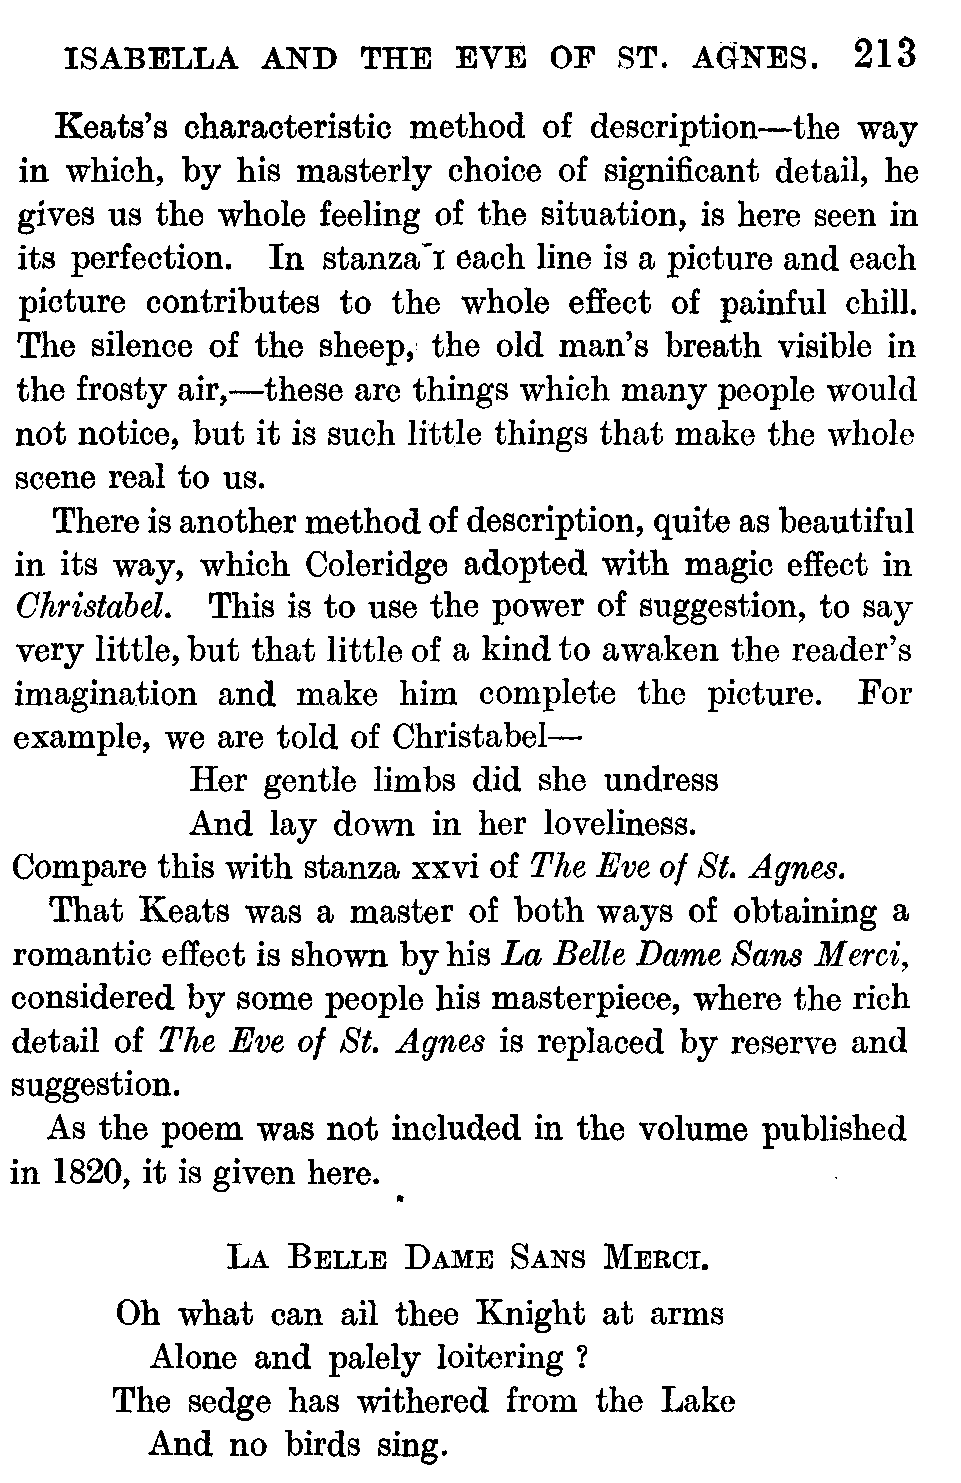 ISABELLA AND THE EVE OF ST. AGNES. 213
Keats's characteristic method of description—the way
in which, by his masterly choice of significant detail, he
gives us the whole feeling of the situation, is here seen in
its perfection. In stanza I each line is a picture and each
picture contributes to the whole effect of painful chill.
The silence of the sheep, the old man's breath visible in
the frosty air,—these are things which many people would
not notice, but it is such little things that make the whole
scene real to us.
There is another method of description, quite as beautiful
in its way, which Coleridge adopted with magic effect in
Christabel. This is to use the power of suggestion, to say
very little, but that little of a kind to awaken the reader's
imagination and make him complete the picture. For
example, we are told of Christabel—
Her gentle limbs did she undress
And lay down in her loveliness.
Compare this with stanza xxvi of The Eve of St. Agnes.
That Keats was a master of both ways of obtaining a
romantic effect is shown by his La Belle Dame Sans Merci,
considered by some people his masterpiece, where the rich
detail of The Eve of St. Agnes is replaced by reserve and
suggestion.
As the poem was not included in the volume published
in 1820, it is given here.
LA BELLE DAME SANS MERCI.
Oh what can ail thee Knight at arms
Alone and palely loitering ?
The sedge has withered from the Lake
And no birds sing.